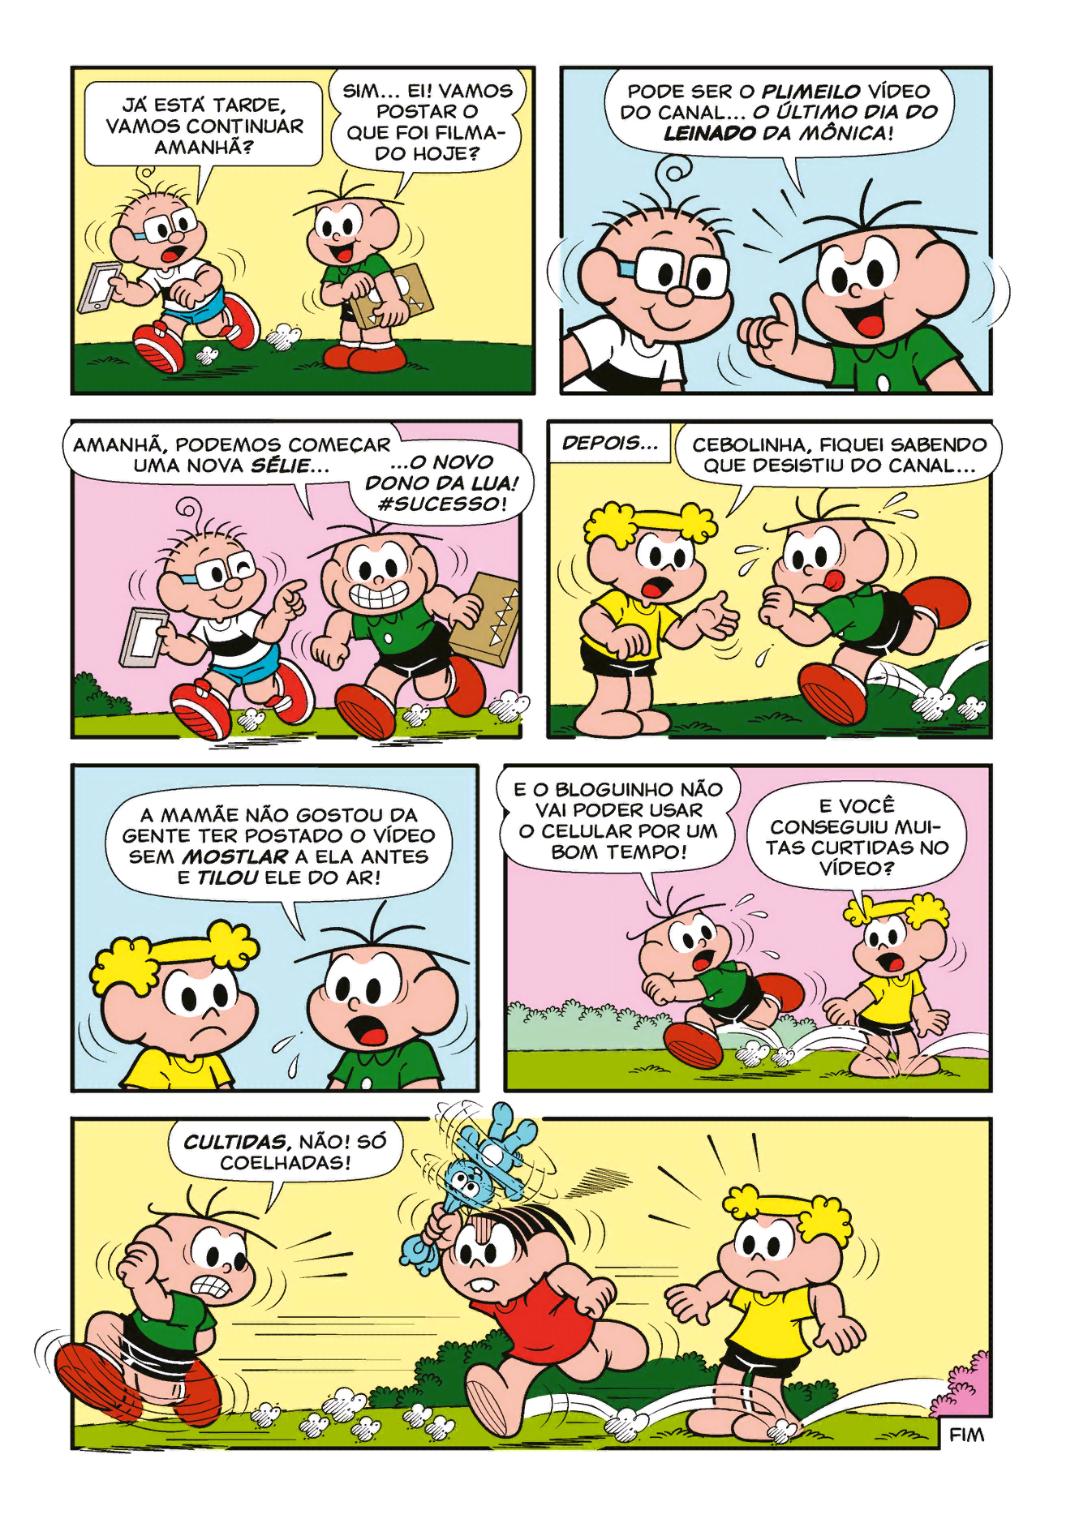 JÁ ESTÁ TARDE,
VAMOS CONTINUAR
AMANHÃ?
SIM... EI! VAMOS
POSTAR O
QUE FOI FILMA-
DO HOJE?
PODE SER O PLIMEILO VÍDEO
DO CANAL... O ÚLTIMO DIA DO
LEINADO DA MÔNICA!
AMANHÃ, PODEMOS COMEÇAR
UMA NOVA SÉLIE...
...O NOVO
DONO DA LUA!
#SUCESSO!
DEPOIS...
CEBOLINHA, FIQUEI SABENDO
QUE DESISTIU DO CANAL...
A MAMÃE NÃO GOSTOU DA
GENTE TER POSTADO O VÍDEO
SEM MOSTLAR A ELA ANTES
E TILOU ELE DO AR!
E O BLOGUINHO NÃO
VAI PODER USAR
O CELULAR POR UM
BOM TEMPO!
E VOCÊ
CONSEGUIU MUI-
TAS CURTIDAS NO
VÍDEO?
CULTIDAS, NÃO! SÓ
COELHADAS!
FIM